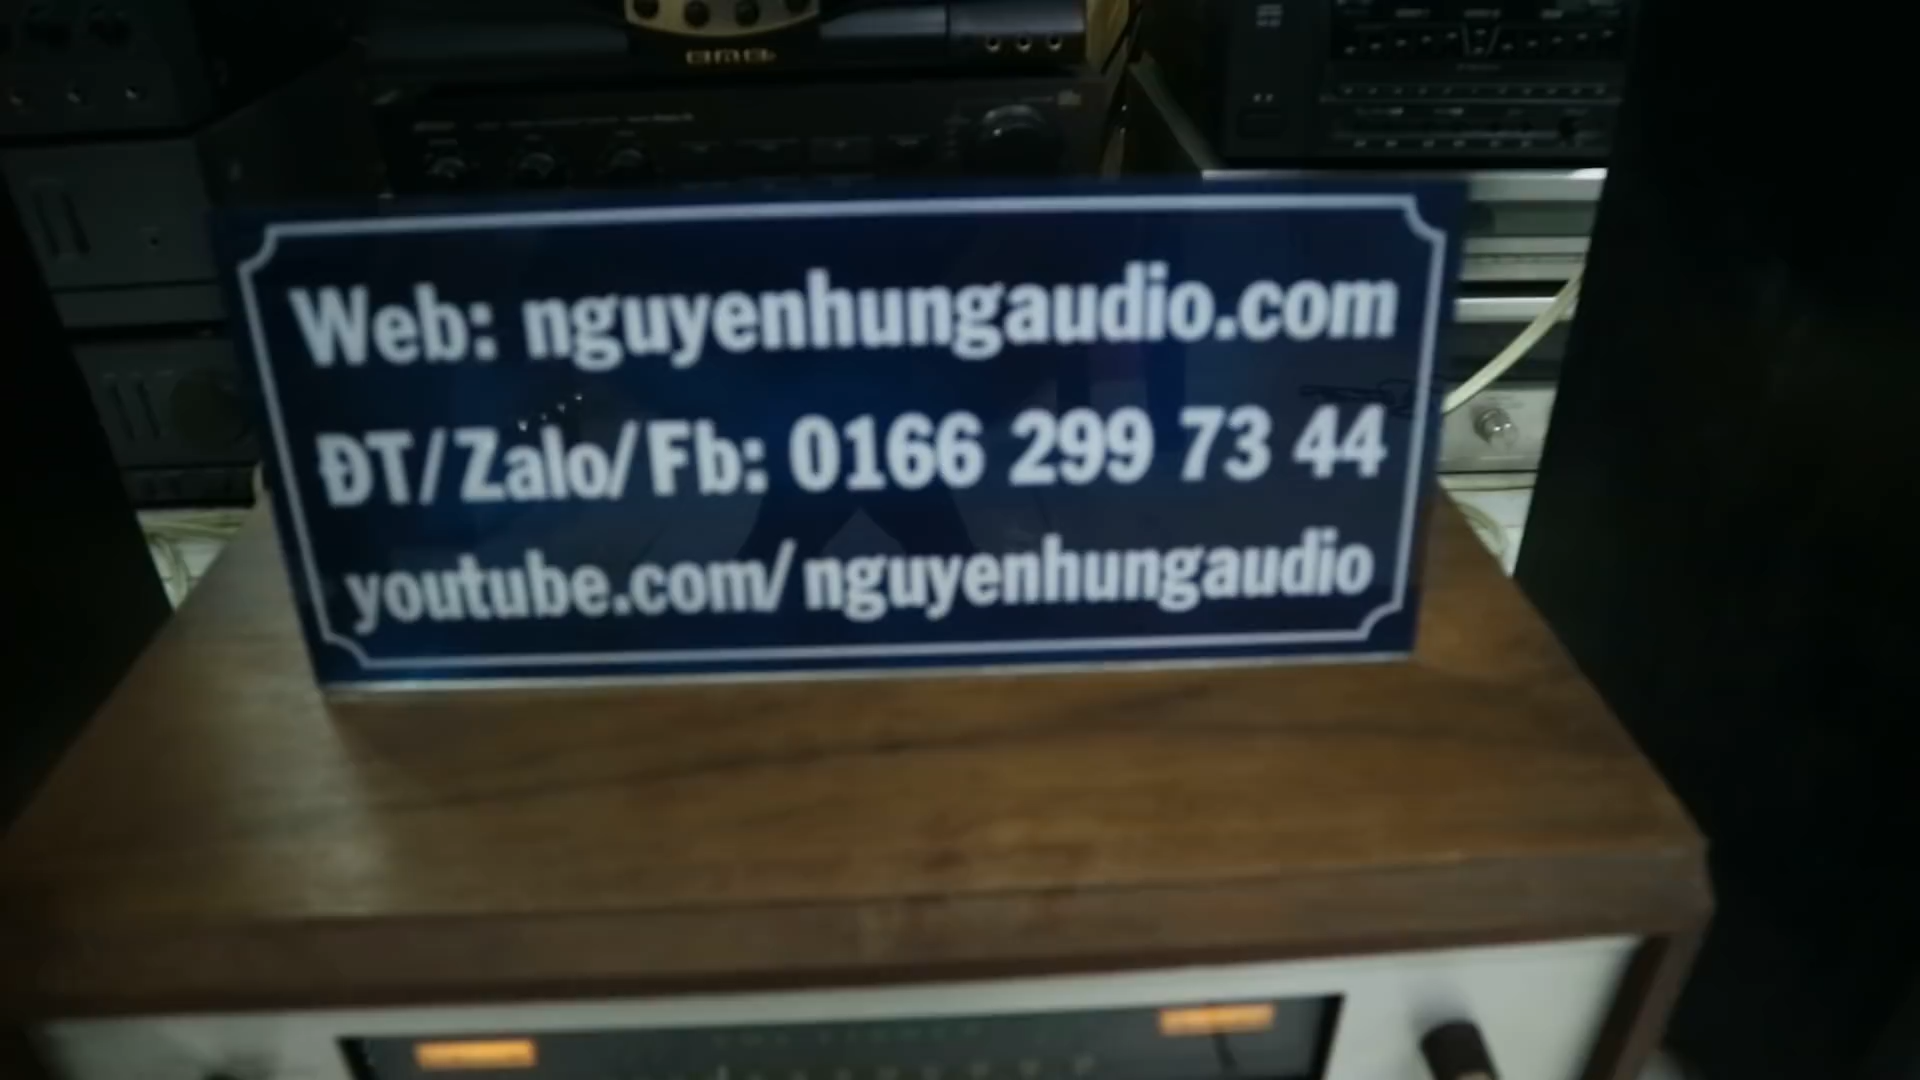 Web: nguyenhungaudio.com
ĐT/Zalo/Fb: 0166 299 73 44
youtube.com/nguyenhungaudio